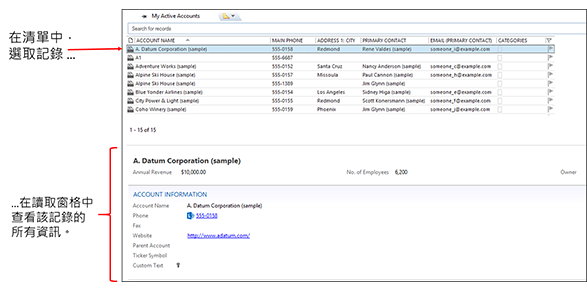 在清單中，
選取記錄 ...
My Active Accounts
Search for records
ACCOUNT NAME MAIN PHONE ADDRESS 1: CITY PRIMARY CONTACT EMAIL (PRIMARY CONTACT) CATEGORIES
A. Datum Corporation (sample) 555-0158 Redmond Rene Valdes (sample) someone_i@example.com
A1 555-6687
Adventure Works (sample) 555-0152 Santa Cruz Nancy Anderson (sample) someone_c@example.com
Alpine Ski House (sample) 555-0157 Missoula Paul Cannon (sample) someone_h@example.com
Alpine Ski House (sample) 555-1389 Jim Glynn (sample)
Blue Yonder Airlines (sample) 555-0154 Los Angeles Sidney Higa (sample) someone_e@example.com
City Power & Light (sample) 555-0155 Redmond Scott Konersmann (sample) someone_f@example.com
Coho Winery (sample) 555-0159 Phoenix Jim Glynn (sample) someone_j@example.com
1 - 15 of 15
...在讀取窗格中
查看該記錄的
所有資訊。
A. Datum Corporation (sample)
Annual Revenue $10,000.00 No. of Employees 6,200 Owner
ACCOUNT INFORMATION
Account Name A. Datum Corporation (sample)
Phone 555-0158
Fax
Website http://www.adatum.com/
Parent Account
Ticker Symbol
Custom Text